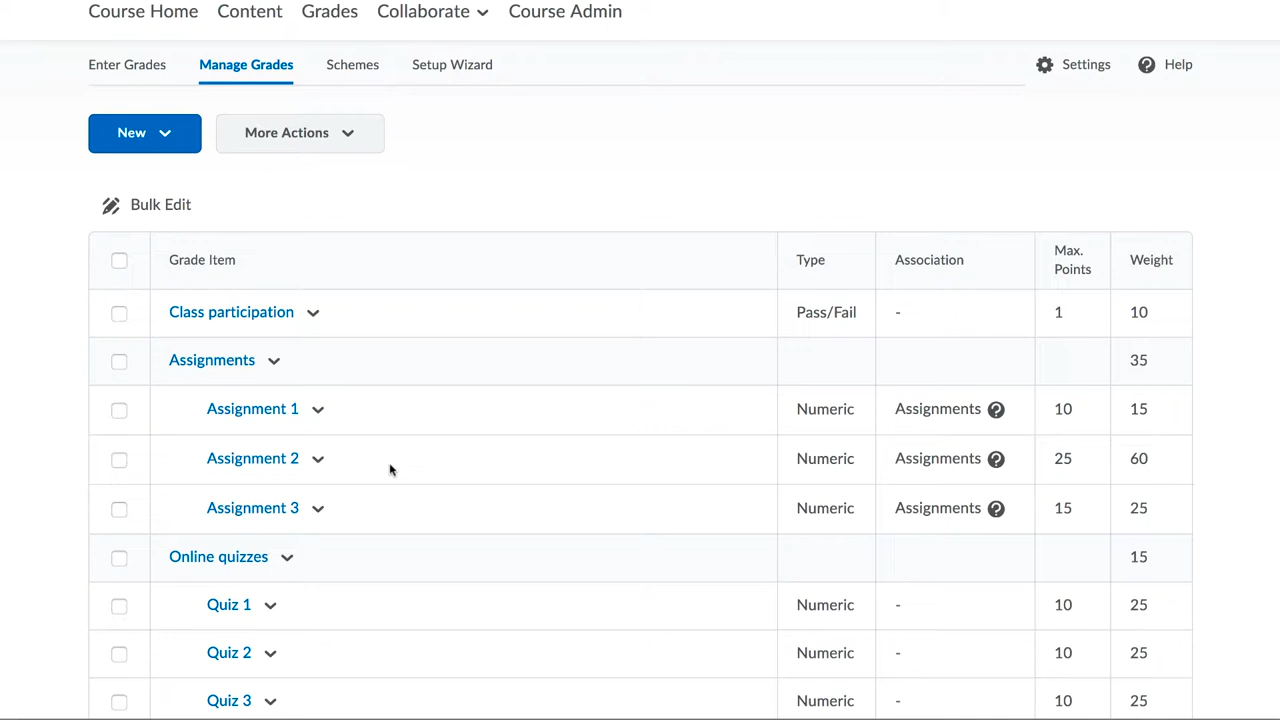 Course Home Content Grades Collaborate Course Admin
Enter Grades Manage Grades Schemes Setup Wizard Settings Help
New More Actions
Bulk Edit
Grade Item Type Association Max. Points Weight
Class participation Pass/Fail - 1 10
Assignments 35
Assignment 1 Numeric Assignments 10 15
Assignment 2 Numeric Assignments 25 60
Assignment 3 Numeric Assignments 15 25
Online quizzes 15
Quiz 1 Numeric - 10 25
Quiz 2 Numeric - 10 25
Quiz 3 Numeric - 10 25